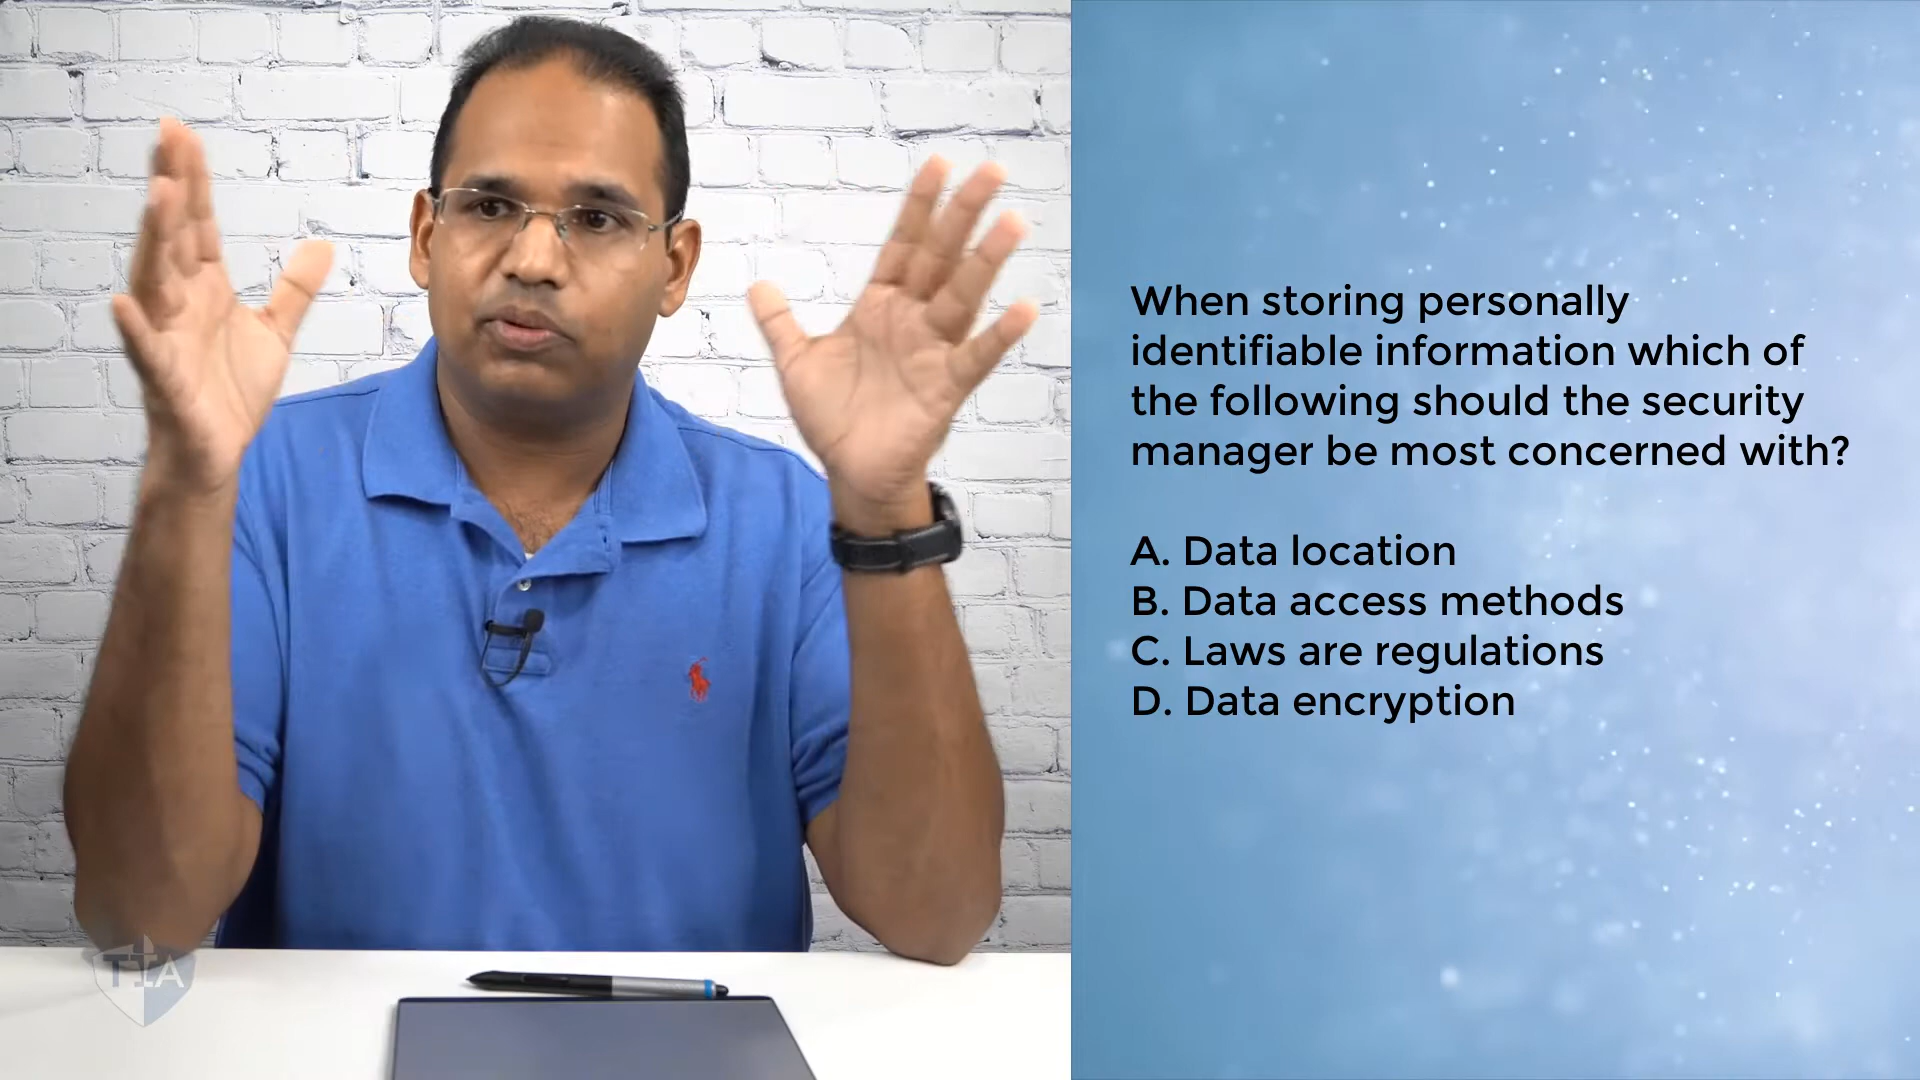 When storing personally
identifiable information which of
the following should the security
manager be most concerned with?
A. Data location
B. Data access methods
C. Laws are regulations
D. Data encryption
TIA